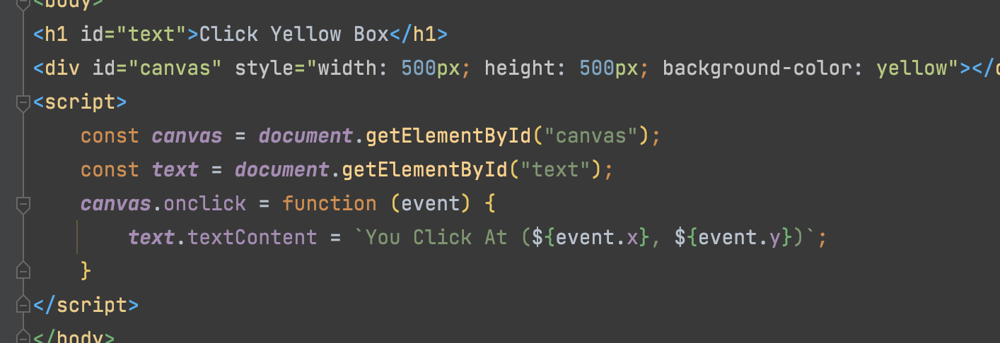 <body>
<h1 id="text">Click Yellow Box</h1>
<div id="canvas" style="width: 500px; height: 500px; background-color: yellow"></
<script>
const canvas = document.getElementById("canvas");
const text = document.getElementById("text");
canvas.onclick = function (event) {
text.textContent = `You Click At (${event.x}, ${event.y})`;
}
</script>
</body>